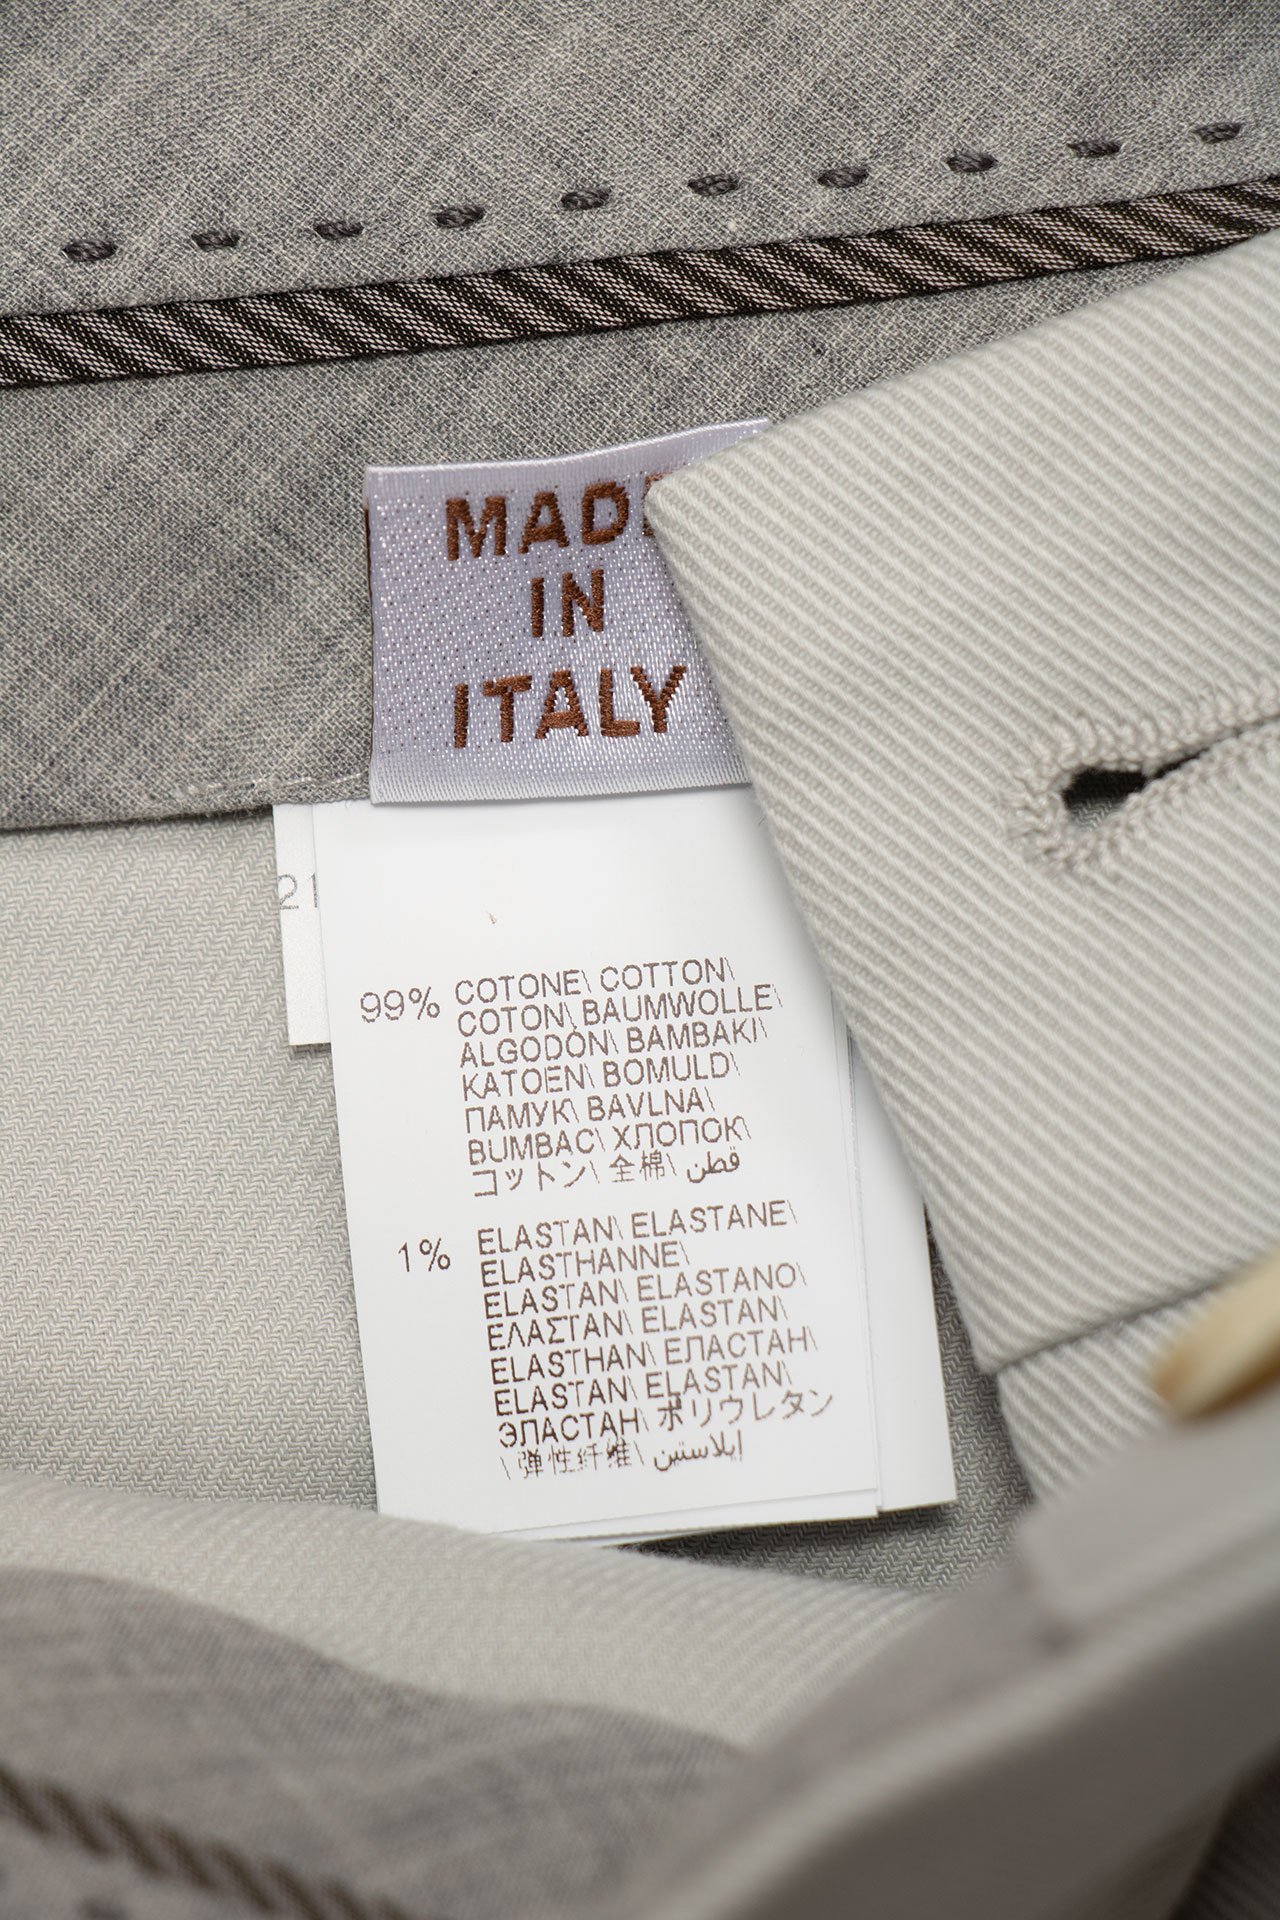 MADE
IN
ITALY
21
99% COTONE\ COTTON\
COTON\ BAUMWOLLE\
ALGODÓN\ BAMBAKI\
KATOEN\ BOMULD\
ПАМУК\ BAVLNA\
BUMBAC\ ХЛОПОК\
コットン\ 全棉\ قطن
1% ELASTAN\ ELASTANE\
ELASTHANNE\
ELASTAN\ ELASTANO\
ΕΛΑΣΤΑΝ\ ELASTAN\
ELASTHAN\ ЕЛАСТАН\
ELASTAN\ ELASTAN\
ЭЛАСТАН\ ポリウレタン
\ 弹性纤维\ إيلاستين